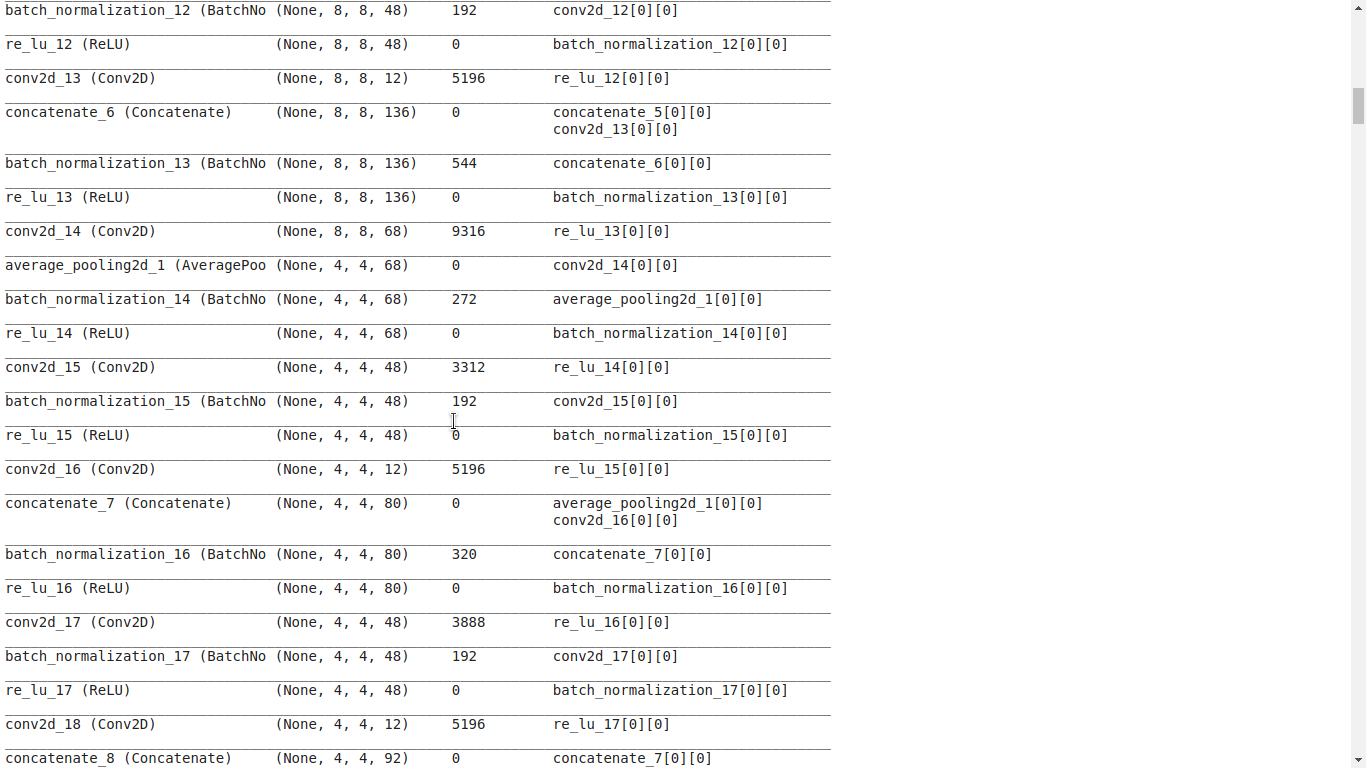 batch_normalization_12 (BatchNo (None, 8, 8, 48) 192 conv2d_12[0][0]
re_lu_12 (ReLU) (None, 8, 8, 48) 0 batch_normalization_12[0][0]
conv2d_13 (Conv2D) (None, 8, 8, 12) 5196 re_lu_12[0][0]
concatenate_6 (Concatenate) (None, 8, 8, 136) 0 concatenate_5[0][0]
conv2d_13[0][0]
batch_normalization_13 (BatchNo (None, 8, 8, 136) 544 concatenate_6[0][0]
re_lu_13 (ReLU) (None, 8, 8, 136) 0 batch_normalization_13[0][0]
conv2d_14 (Conv2D) (None, 8, 8, 68) 9316 re_lu_13[0][0]
average_pooling2d_1 (AveragePoo (None, 4, 4, 68) 0 conv2d_14[0][0]
batch_normalization_14 (BatchNo (None, 4, 4, 68) 272 average_pooling2d_1[0][0]
re_lu_14 (ReLU) (None, 4, 4, 68) 0 batch_normalization_14[0][0]
conv2d_15 (Conv2D) (None, 4, 4, 48) 3312 re_lu_14[0][0]
batch_normalization_15 (BatchNo (None, 4, 4, 48) 192 conv2d_15[0][0]
re_lu_15 (ReLU) (None, 4, 4, 48) 0 batch_normalization_15[0][0]
conv2d_16 (Conv2D) (None, 4, 4, 12) 5196 re_lu_15[0][0]
concatenate_7 (Concatenate) (None, 4, 4, 80) 0 average_pooling2d_1[0][0]
conv2d_16[0][0]
batch_normalization_16 (BatchNo (None, 4, 4, 80) 320 concatenate_7[0][0]
re_lu_16 (ReLU) (None, 4, 4, 80) 0 batch_normalization_16[0][0]
conv2d_17 (Conv2D) (None, 4, 4, 48) 3888 re_lu_16[0][0]
batch_normalization_17 (BatchNo (None, 4, 4, 48) 192 conv2d_17[0][0]
re_lu_17 (ReLU) (None, 4, 4, 48) 0 batch_normalization_17[0][0]
conv2d_18 (Conv2D) (None, 4, 4, 12) 5196 re_lu_17[0][0]
concatenate_8 (Concatenate) (None, 4, 4, 92) 0 concatenate_7[0][0]